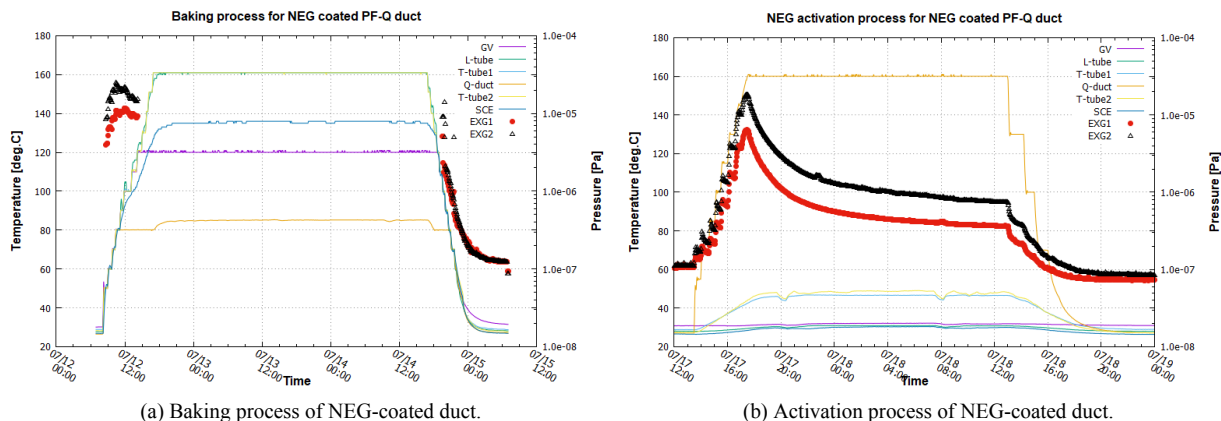 Baking process for NEG coated PF-Q duct
180
160
140
120
100
80
60
40
20
Temperature [deg.C]
GV
L-tube
T-tube1
Q-duct
T-tube2
SCE
EXG1
EXG2
1.0e-04
1.0e-05
1.0e-06
1.0e-07
1.0e-08
Pressure [Pa]
07/12 00:00
07/12 12:00
07/13 00:00
07/13 12:00
07/14 00:00
07/14 12:00
07/15 00:00
07/15 12:00
Time
(a) Baking process of NEG-coated duct.
NEG activation process for NEG coated PF-Q duct
180
160
140
120
100
80
60
40
20
Temperature [deg.C]
GV
L-tube
T-tube1
Q-duct
T-tube2
SCE
EXG1
EXG2
1.0e-04
1.0e-05
1.0e-06
1.0e-07
1.0e-08
Pressure [Pa]
07/17 12:00
07/17 16:00
07/17 20:00
07/18 00:00
07/18 04:00
07/18 08:00
07/18 12:00
07/18 16:00
07/18 20:00
07/19 00:00
Time
(b) Activation process of NEG-coated duct.